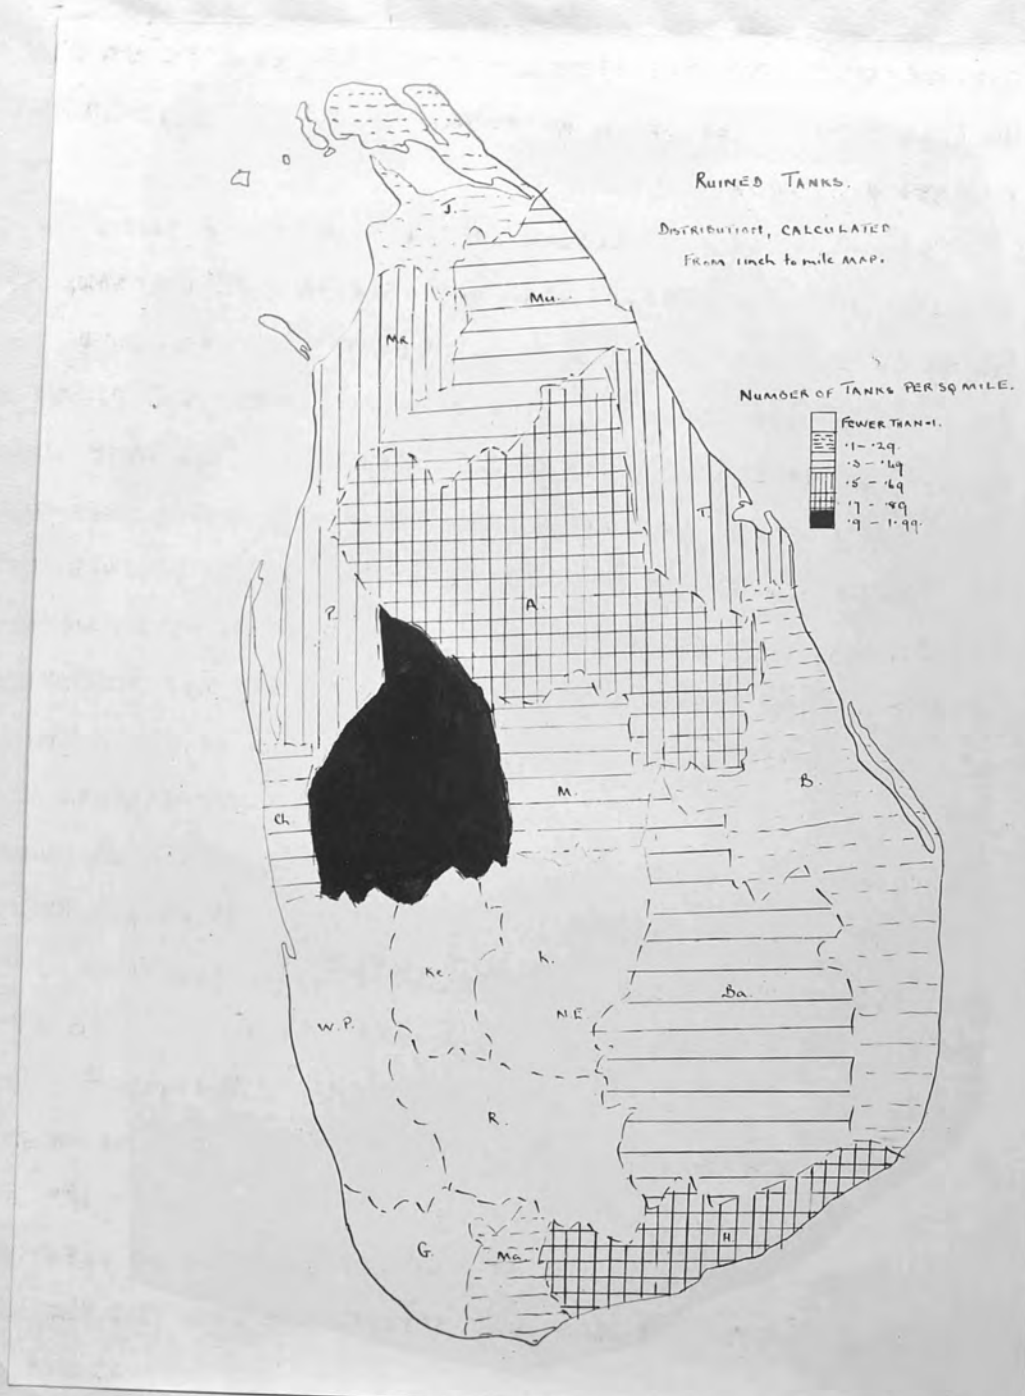 RUINED TANKS.
DISTRIBUTION, CALCULATED
FROM 1 inch to mile MAP.
NUMBER OF TANKS PER SQ MILE.
FEWER THAN .1.
.1 — .29.
.3 — .49
.5 — .69
.7 — .89
.9 — 1.99.
J.
Mu.
Ma.
T.
P.
A.
B.
M.
Ch.
K.
Ke.
Ba.
N.E.
W.P.
R.
H.
G.
Ma.